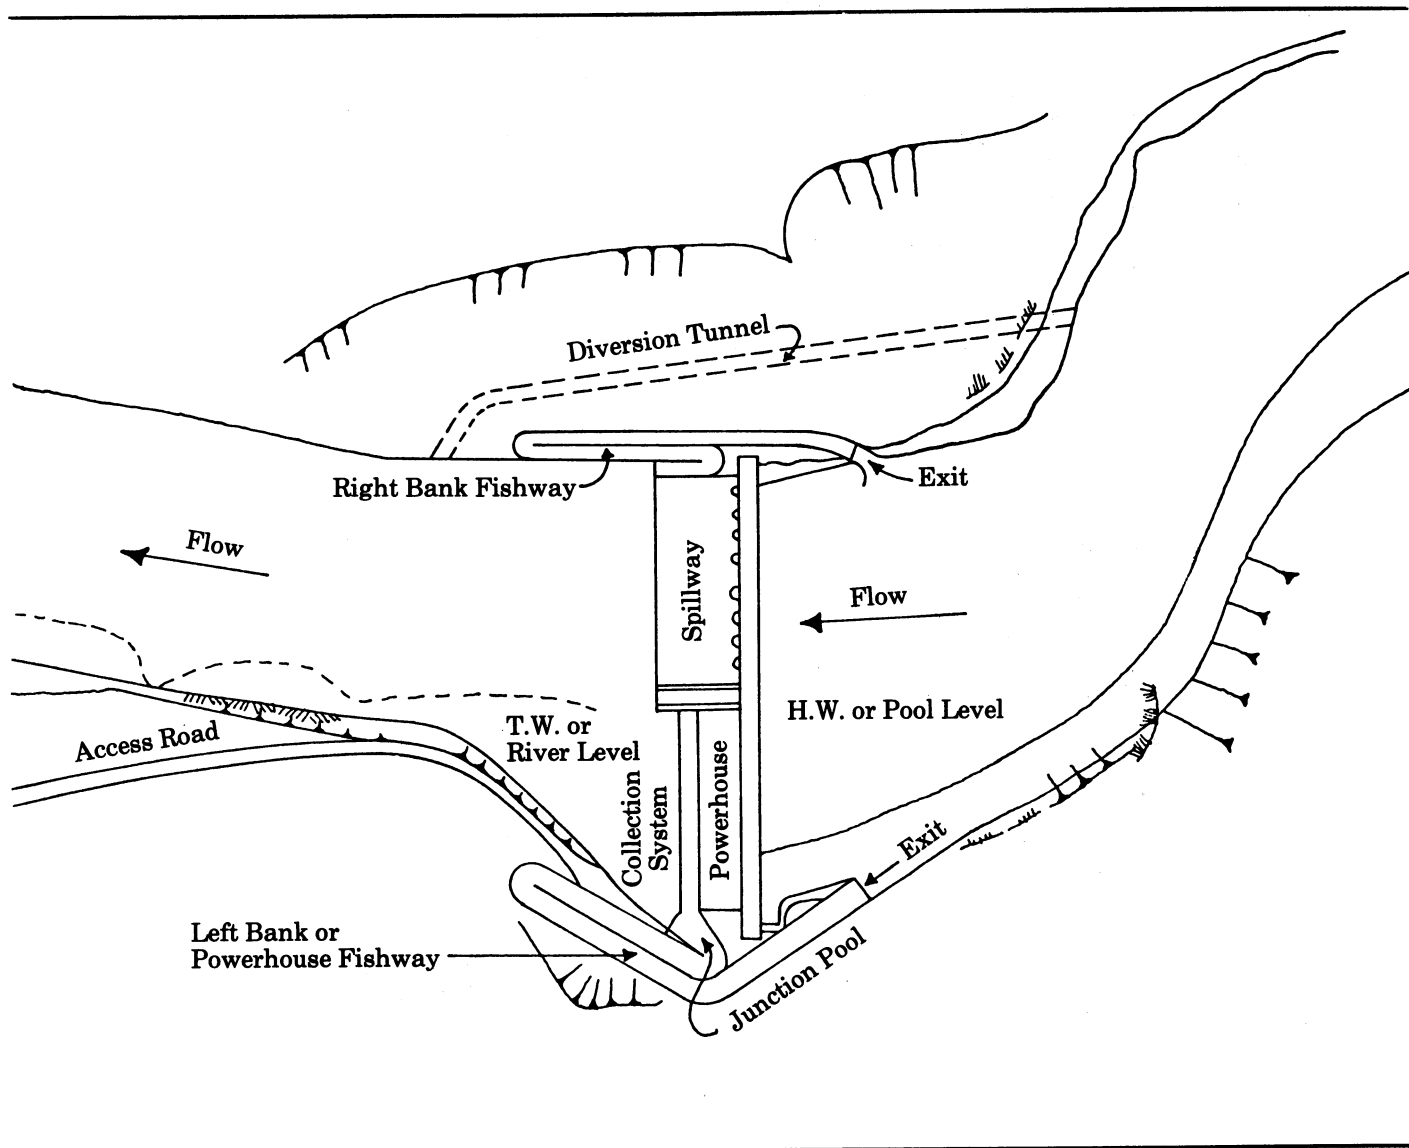 Diversion Tunnel
Right Bank Fishway
Exit
Flow
Flow
Spillway
H.W. or Pool Level
T.W. or
River Level
Access Road
Collection
System
Powerhouse
Exit
Left Bank or
Powerhouse Fishway
Junction Pool